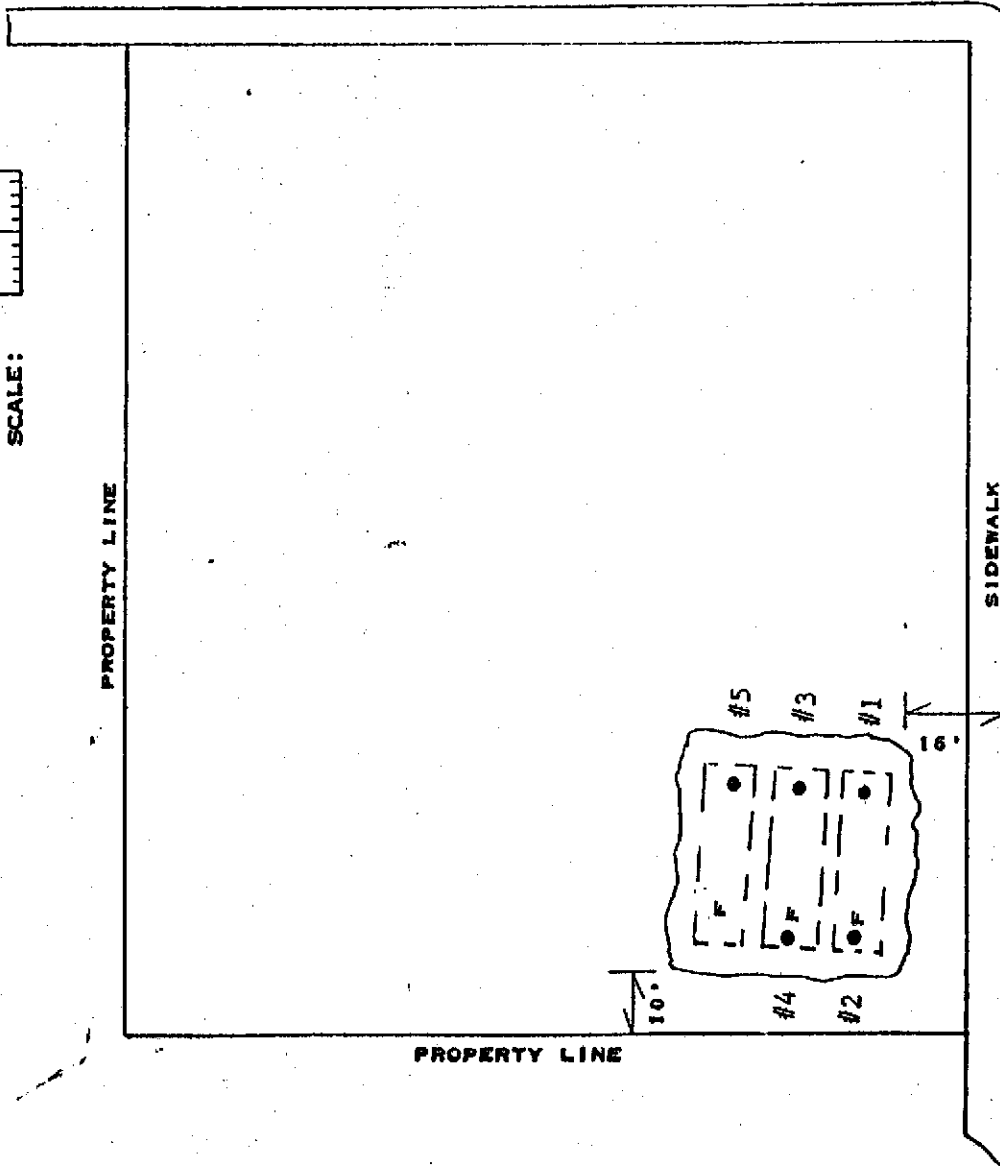 SCALE:
PROPERTY LINE
SIDEWALK
#5
#3
#1
16'
F
F
F
#4
#2
10'
PROPERTY LINE